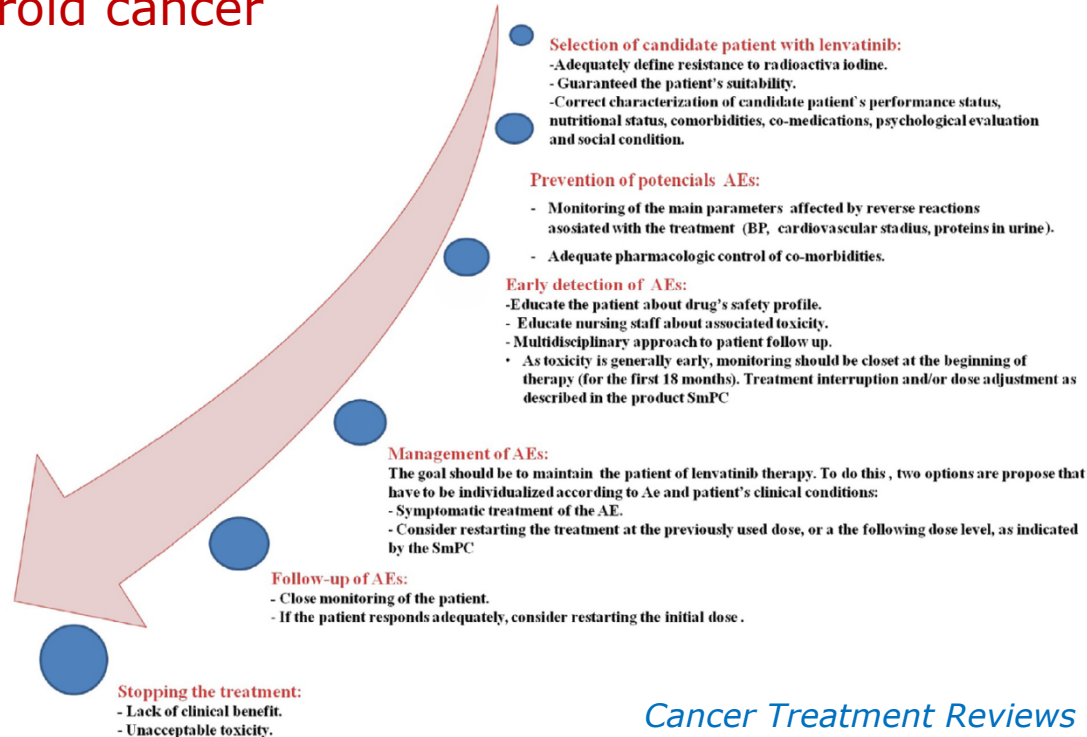 roid cancer
Selection of candidate patient with lenvatinib:
-Adequately define resistance to radioactiva iodine.
- Guaranteed the patient's suitability.
-Correct characterization of candidate patient`s performance status,
nutritional status, comorbidities, co-medications, psychological evaluation
and social condition.
Prevention of potencials AEs:
- Monitoring of the main parameters affected by reverse reactions
asosiated with the treatment (BP, cardiovascular stadius, proteins in urine).
- Adequate pharmacologic control of co-morbidities.
Early detection of AEs:
-Educate the patient about drug's safety profile.
- Educate nursing staff about associated toxicity.
- Multidisciplinary approach to patient follow up.
• As toxicity is generally early, monitoring should be closet at the beginning of
therapy (for the first 18 months). Treatment interruption and/or dose adjustment as
described in the product SmPC
Management of AEs:
The goal should be to maintain the patient of lenvatinib therapy. To do this , two options are propose that
have to be individualized according to Ae and patient's clinical conditions:
- Symptomatic treatment of the AE.
- Consider restarting the treatment at the previously used dose, or a the following dose level, as indicated
by the SmPC
Follow-up of AEs:
- Close monitoring of the patient.
- If the patient responds adequately, consider restarting the initial dose .
Stopping the treatment:
- Lack of clinical benefit.
- Unacceptable toxicity.
Cancer Treatment Reviews